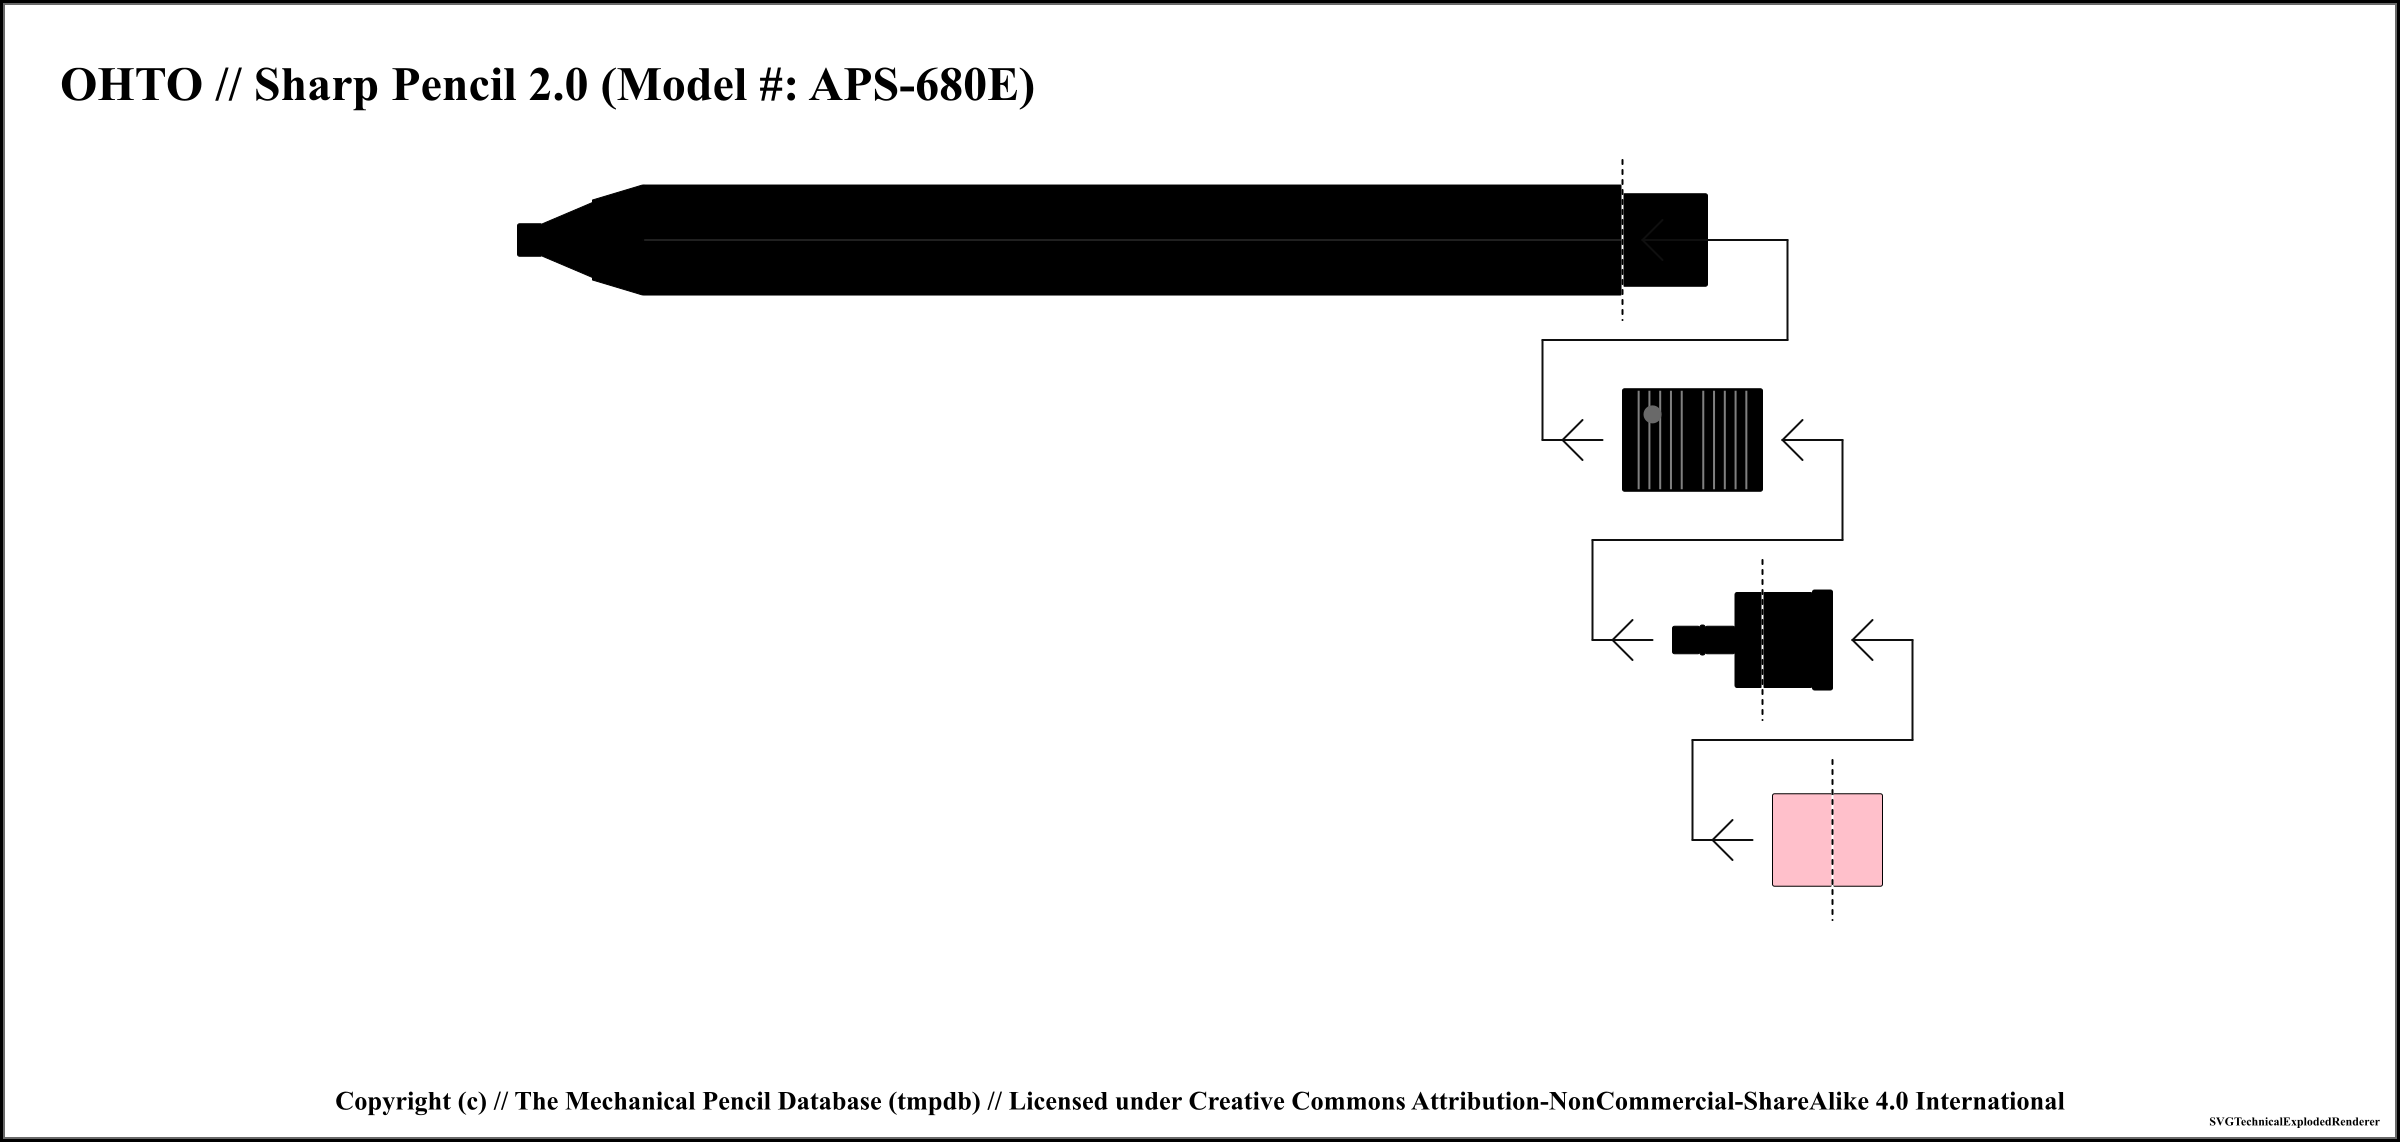 OHTO // Sharp Pencil 2.0 (Model #: APS-680E)
Copyright (c) // The Mechanical Pencil Database (tmpdb) // Licensed under Creative Commons Attribution-NonCommercial-ShareAlike 4.0 International
SVGTechnicalExplodedRenderer